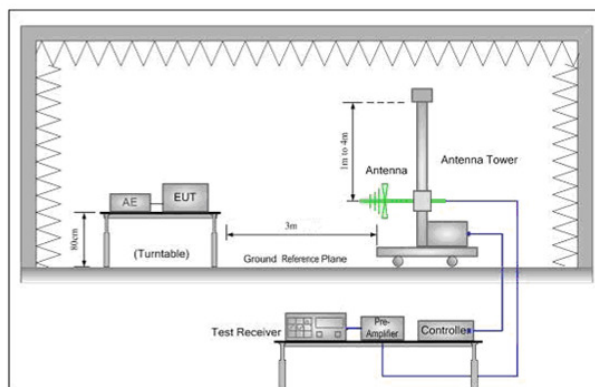 1m to 4m
Antenna
Antenna Tower
AE
EUT
80cm
(Turntable)
3m
Ground Reference Plane
Test Receiver
Pre-
Amplifier
Controller